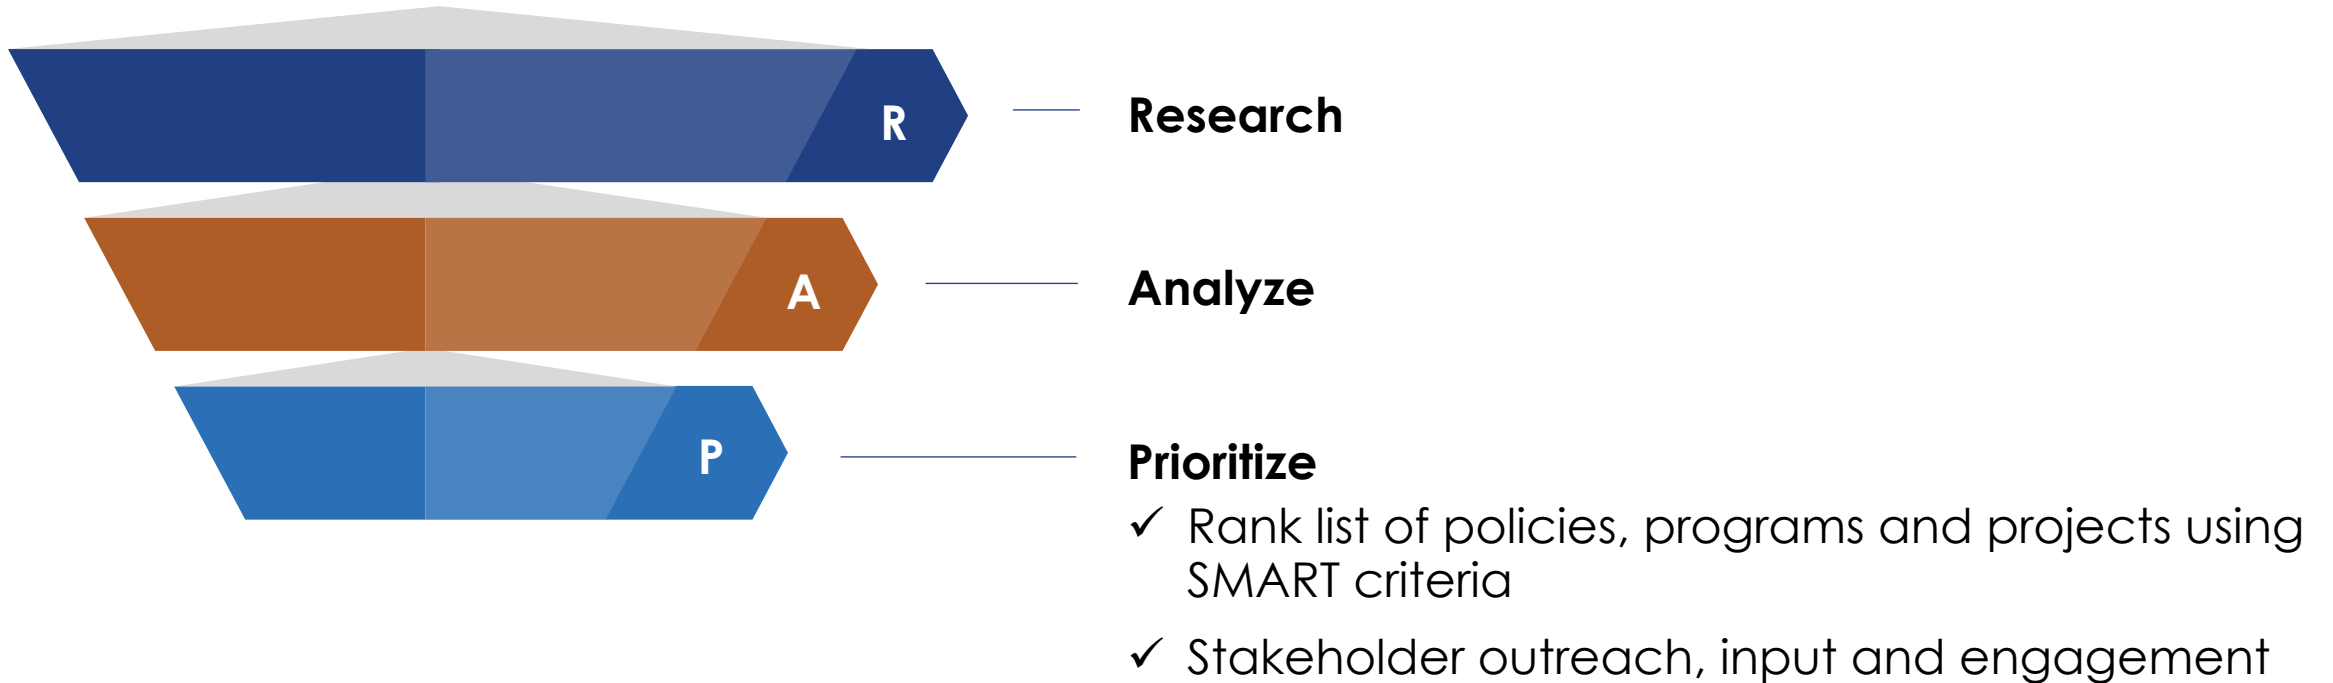 R
Research
A
Analyze
P
Prioritize
✓ Rank list of policies, programs and projects using
SMART criteria
✓ Stakeholder outreach, input and engagement